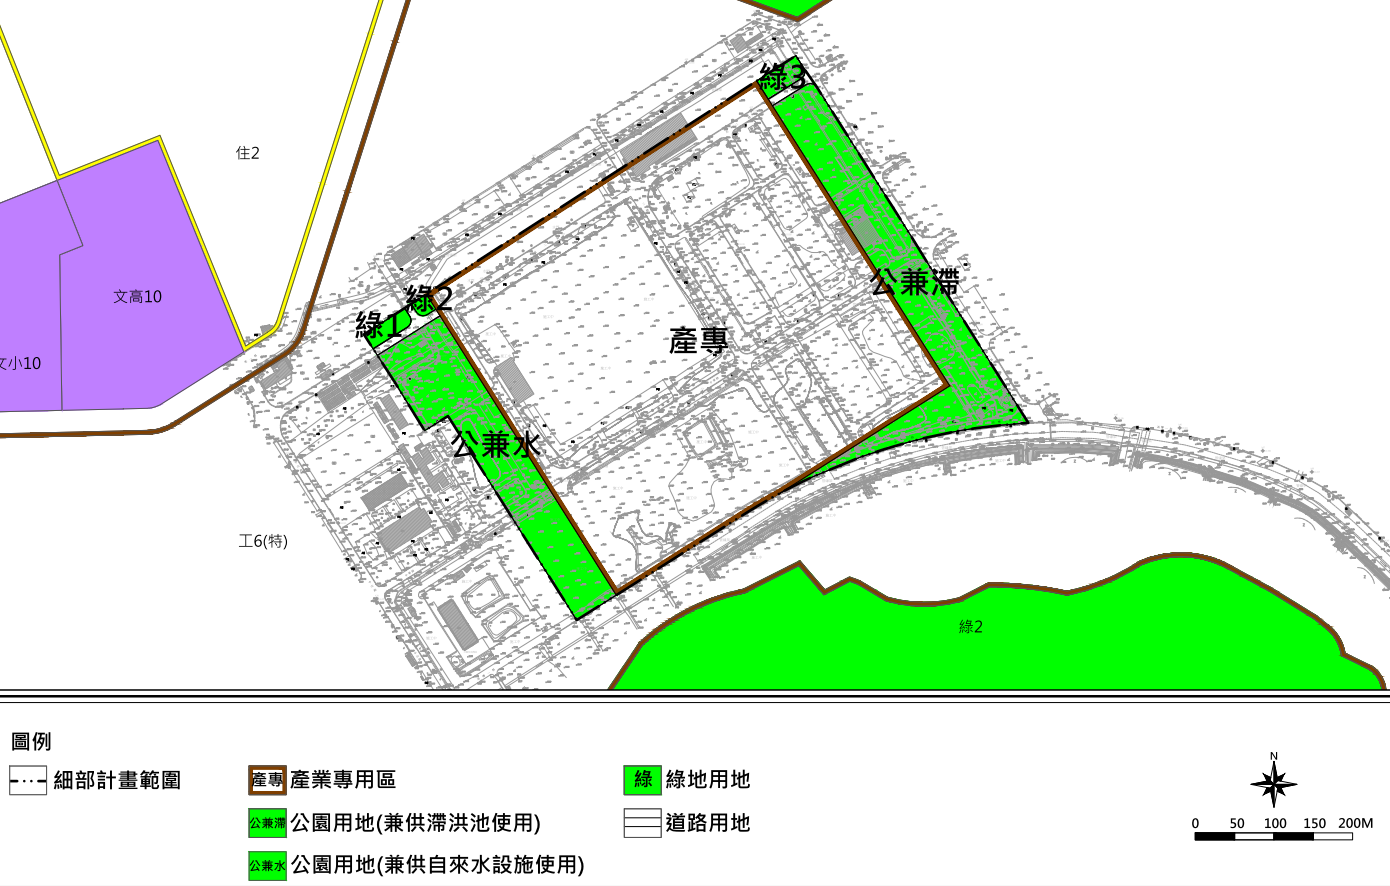 綠3
住2
文高10
綠2
綠1
公兼滯
產專
文小10
公兼水
工6(特)
綠2
圖例
細部計畫範圍
產專 產業專用區
綠 綠地用地
公兼滯 公園用地(兼供滯洪池使用)
道路用地
公兼水 公園用地(兼供自來水設施使用)
N
0 50 100 150 200M